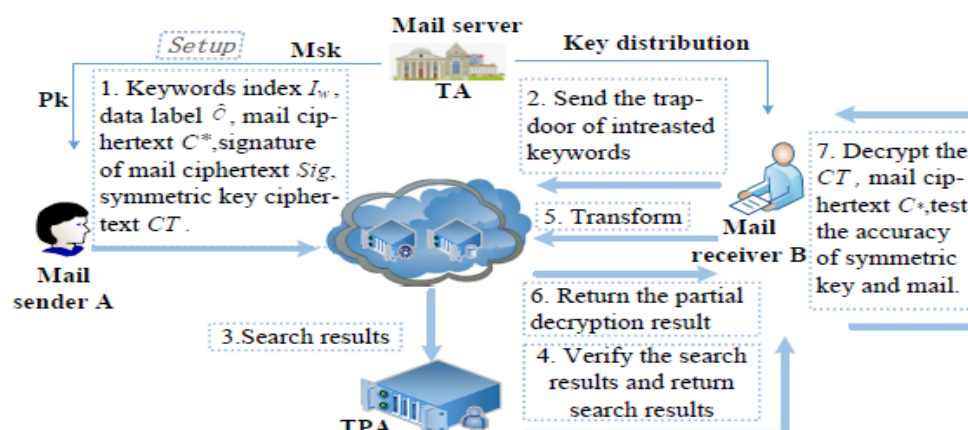 Mail server
Setup
Msk
Key distribution
TA
Pk
1. Keywords index I_w,
data label Ĉ, mail cip-
hertext C*,signature
of mail ciphertext Sig,
symmetric key cipher-
text CT .
2. Send the trap-
door of intreasted
keywords
7. Decrypt the
CT , mail cip-
hertext C*,test
the accuracy
of symmetric
key and mail.
5. Transform
Mail
receiver B
Mail
sender A
6. Return the partial
decryption result
3.Search results
4. Verify the search
results and return
search results
TPA